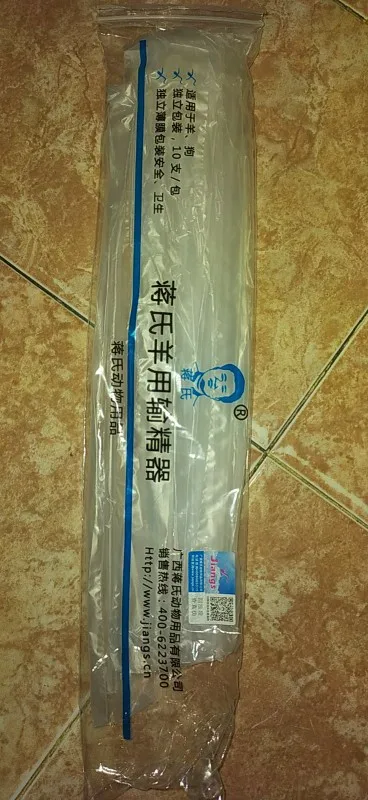 适用于羊、狗
独立包装，10支/包
独立薄膜包装安全、卫生
蒋氏
®
蒋氏羊用输精器
蒋氏动物用品
Jiangs
广西蒋氏动物用品有限公司
销售热线：400-6223700
Http://www.jiangs.cn